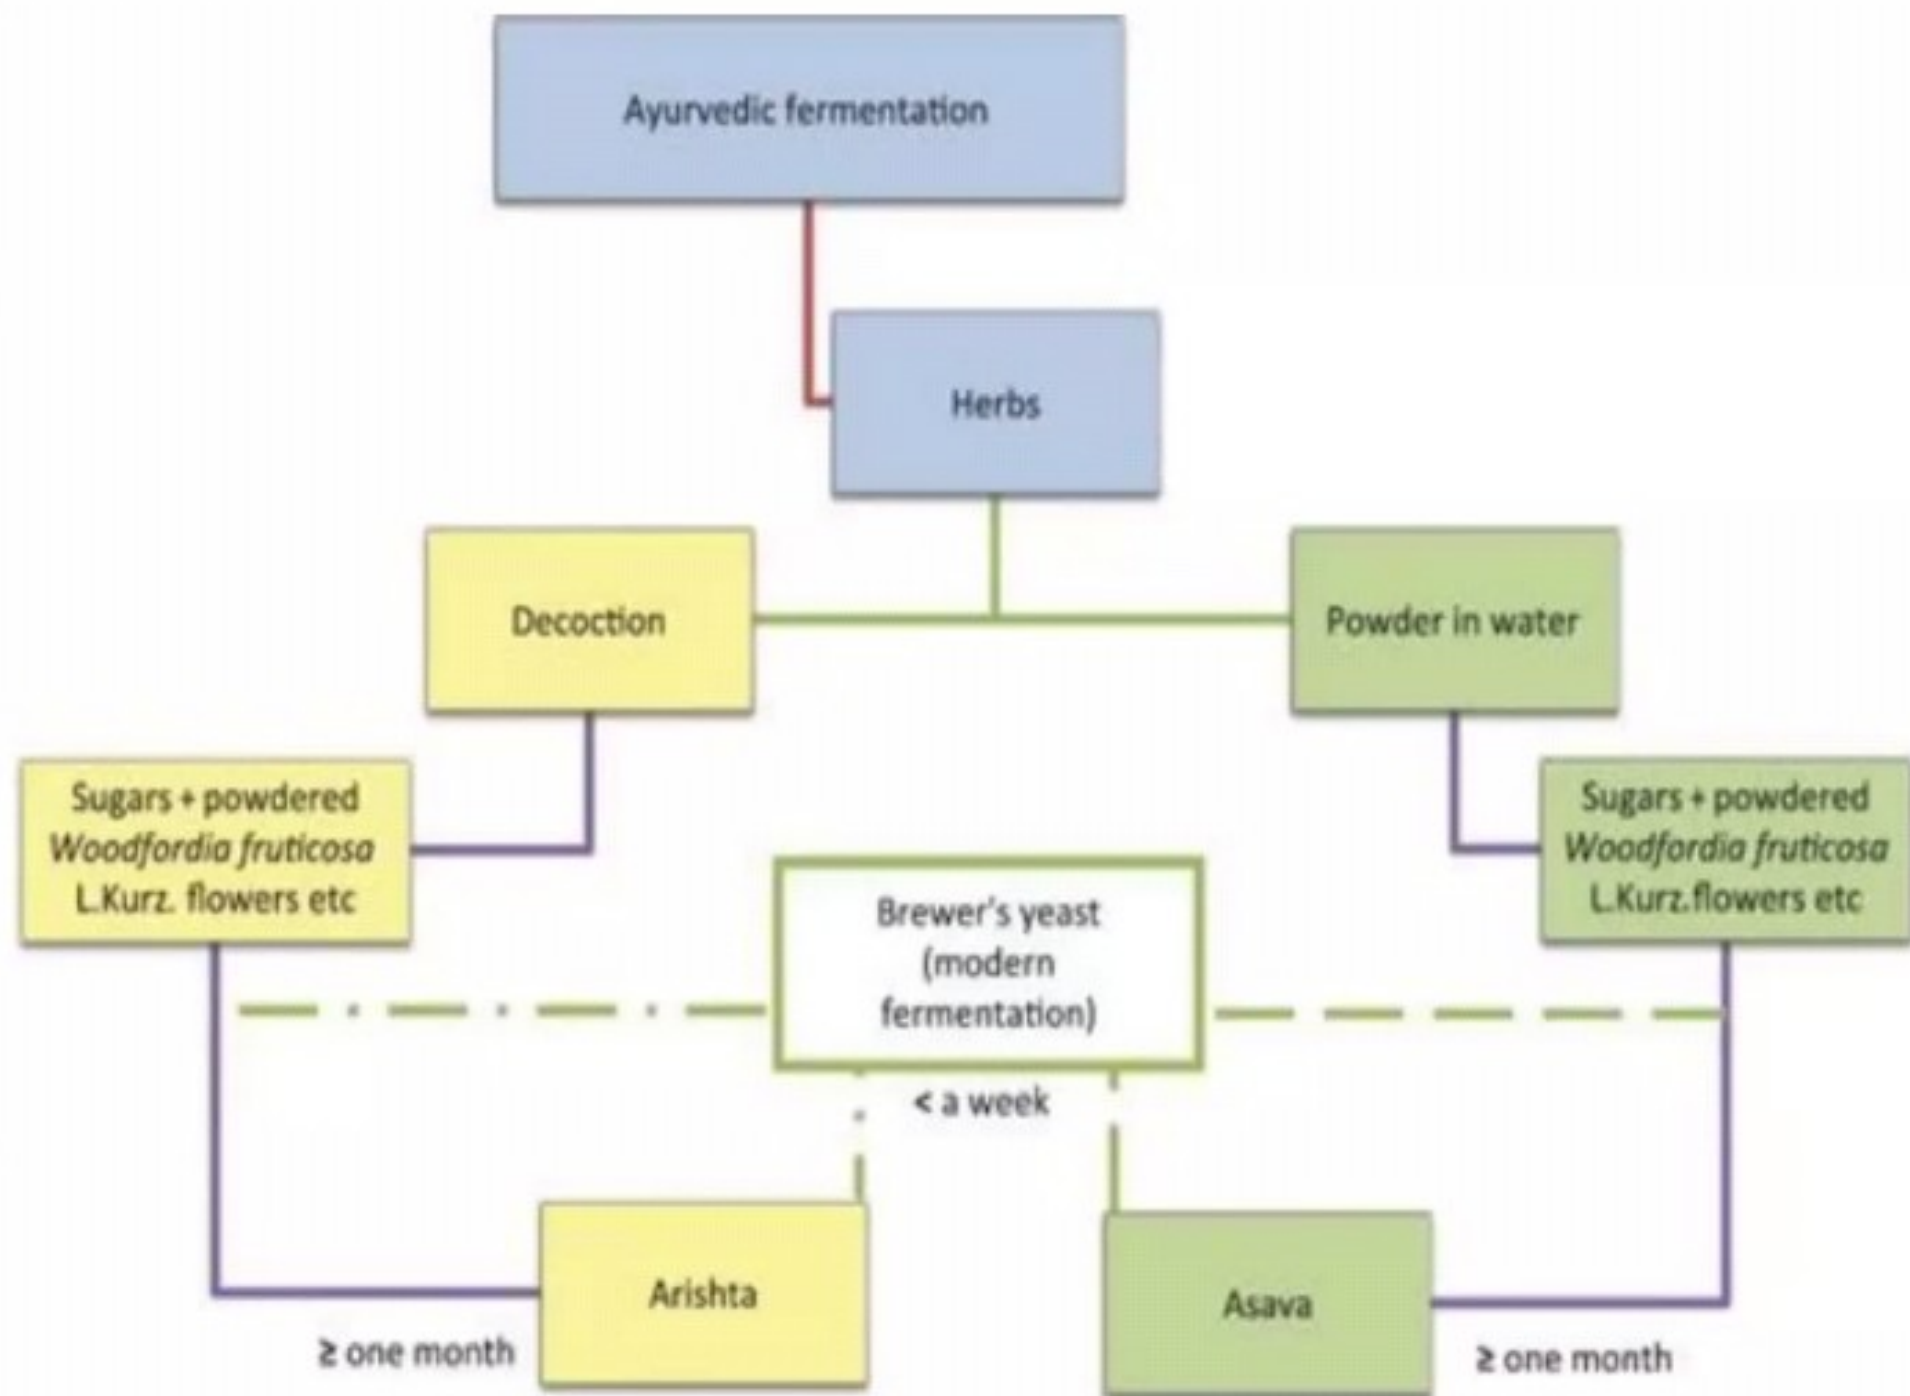 Ayurvedic fermentation
Herbs
Decoction
Powder in water
Sugars + powdered
Woodfordia fruticosa
L.Kurz. flowers etc
Sugars + powdered
Woodfordia fruticosa
L.Kurz.flowers etc
Brewer's yeast
(modern
fermentation)
< a week
Arishta
Asava
≥ one month
≥ one month